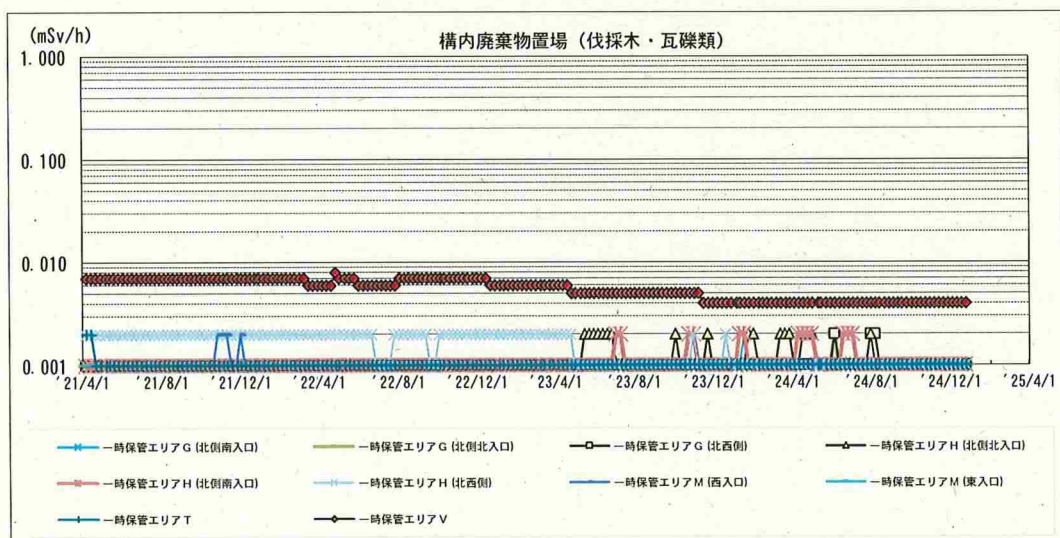 (mSv/h)
構内廃棄物置場（伐採木・瓦礫類）
1.000
0.100
0.010
0.001
'21/4/1 '21/8/1 '21/12/1 '22/4/1 '22/8/1 '22/12/1 '23/4/1 '23/8/1 '23/12/1 '24/4/1 '24/8/1 '24/12/1 '25/4/1
一時保管エリアＧ(北側南入口) 一時保管エリアＧ(北側北入口) 一時保管エリアＧ(北西側) 一時保管エリアＨ(北側北入口)
一時保管エリアＨ(北側南入口) 一時保管エリアＨ(北西側) 一時保管エリアＭ(西入口) 一時保管エリアＭ(東入口)
一時保管エリアＴ 一時保管エリアＶ